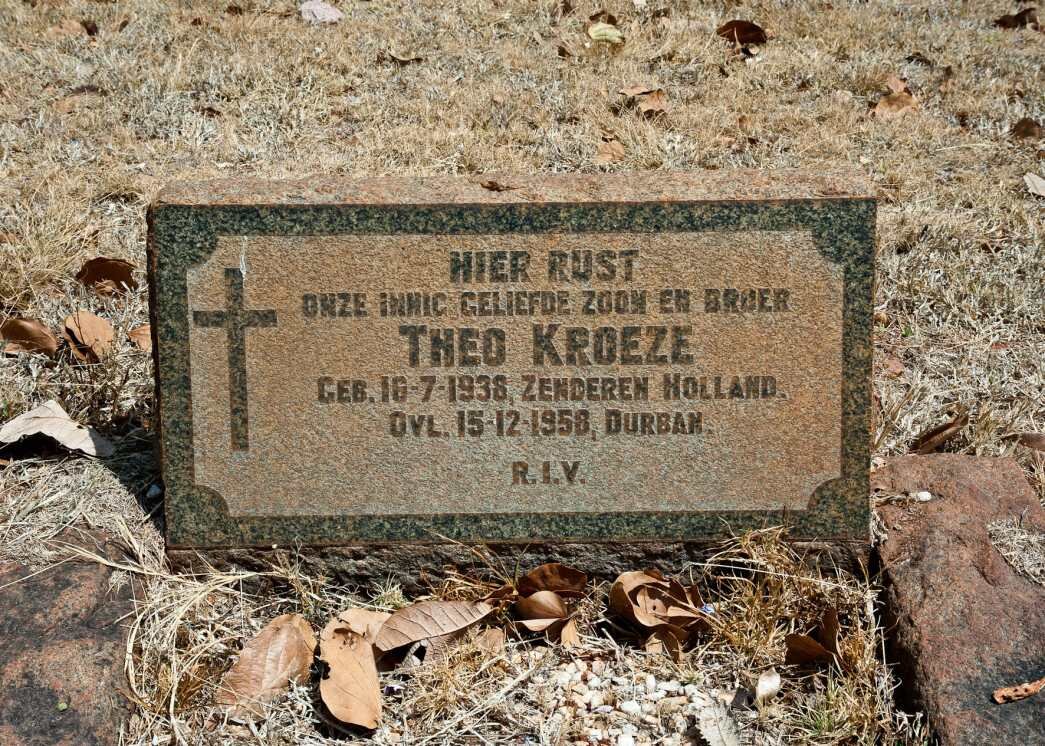 HIER RUST
ONZE INNIG GELIEFDE ZOON EN BROER
THEO KROEZE
GEB. 10-7-1938, ZENDEREN HOLLAND.
OVL. 15-12-1958, DURBAN.
R.I.V.